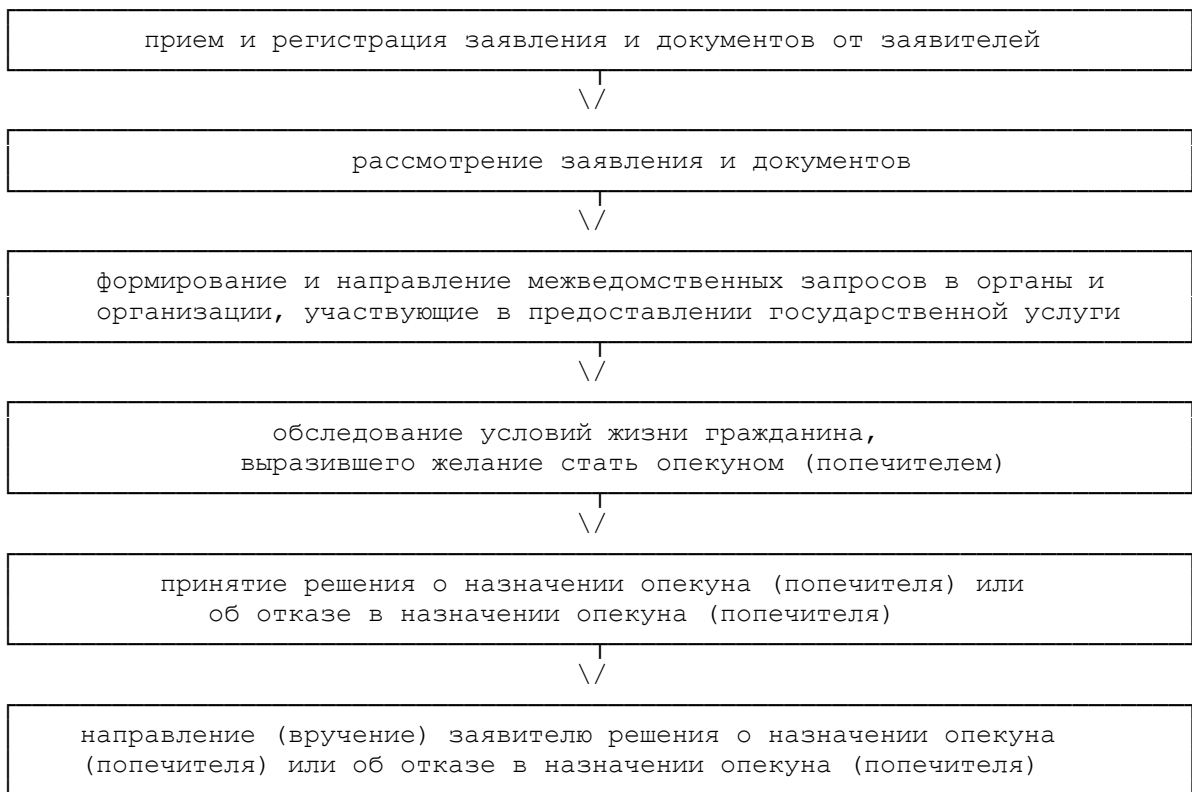 прием и регистрация заявления и документов от заявителей
\/
рассмотрение заявления и документов
\/
формирование и направление межведомственных запросов в органы и
организации, участвующие в предоставлении государственной услуги
\/
обследование условий жизни гражданина,
выразившего желание стать опекуном (попечителем)
\/
принятие решения о назначении опекуна (попечителя) или
об отказе в назначении опекуна (попечителя)
\/
направление (вручение) заявителю решения о назначении опекуна
(попечителя) или об отказе в назначении опекуна (попечителя)